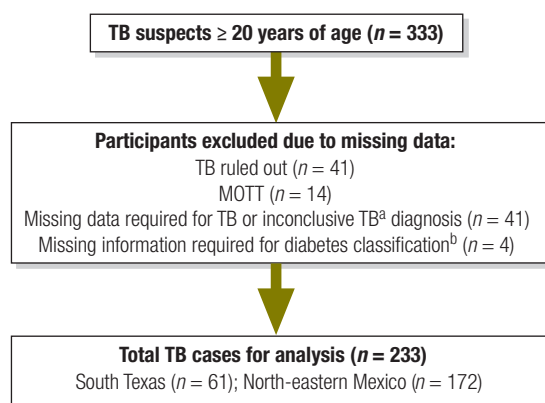 TB suspects ≥ 20 years of age (n = 333)
Participants excluded due to missing data:
TB ruled out (n = 41)
MOTT (n = 14)
Missing data required for TB or inconclusive TBᵃ diagnosis (n = 41)
Missing information required for diabetes classificationᵇ (n = 4)
Total TB cases for analysis (n = 233)
South Texas (n = 61); North-eastern Mexico (n = 172)